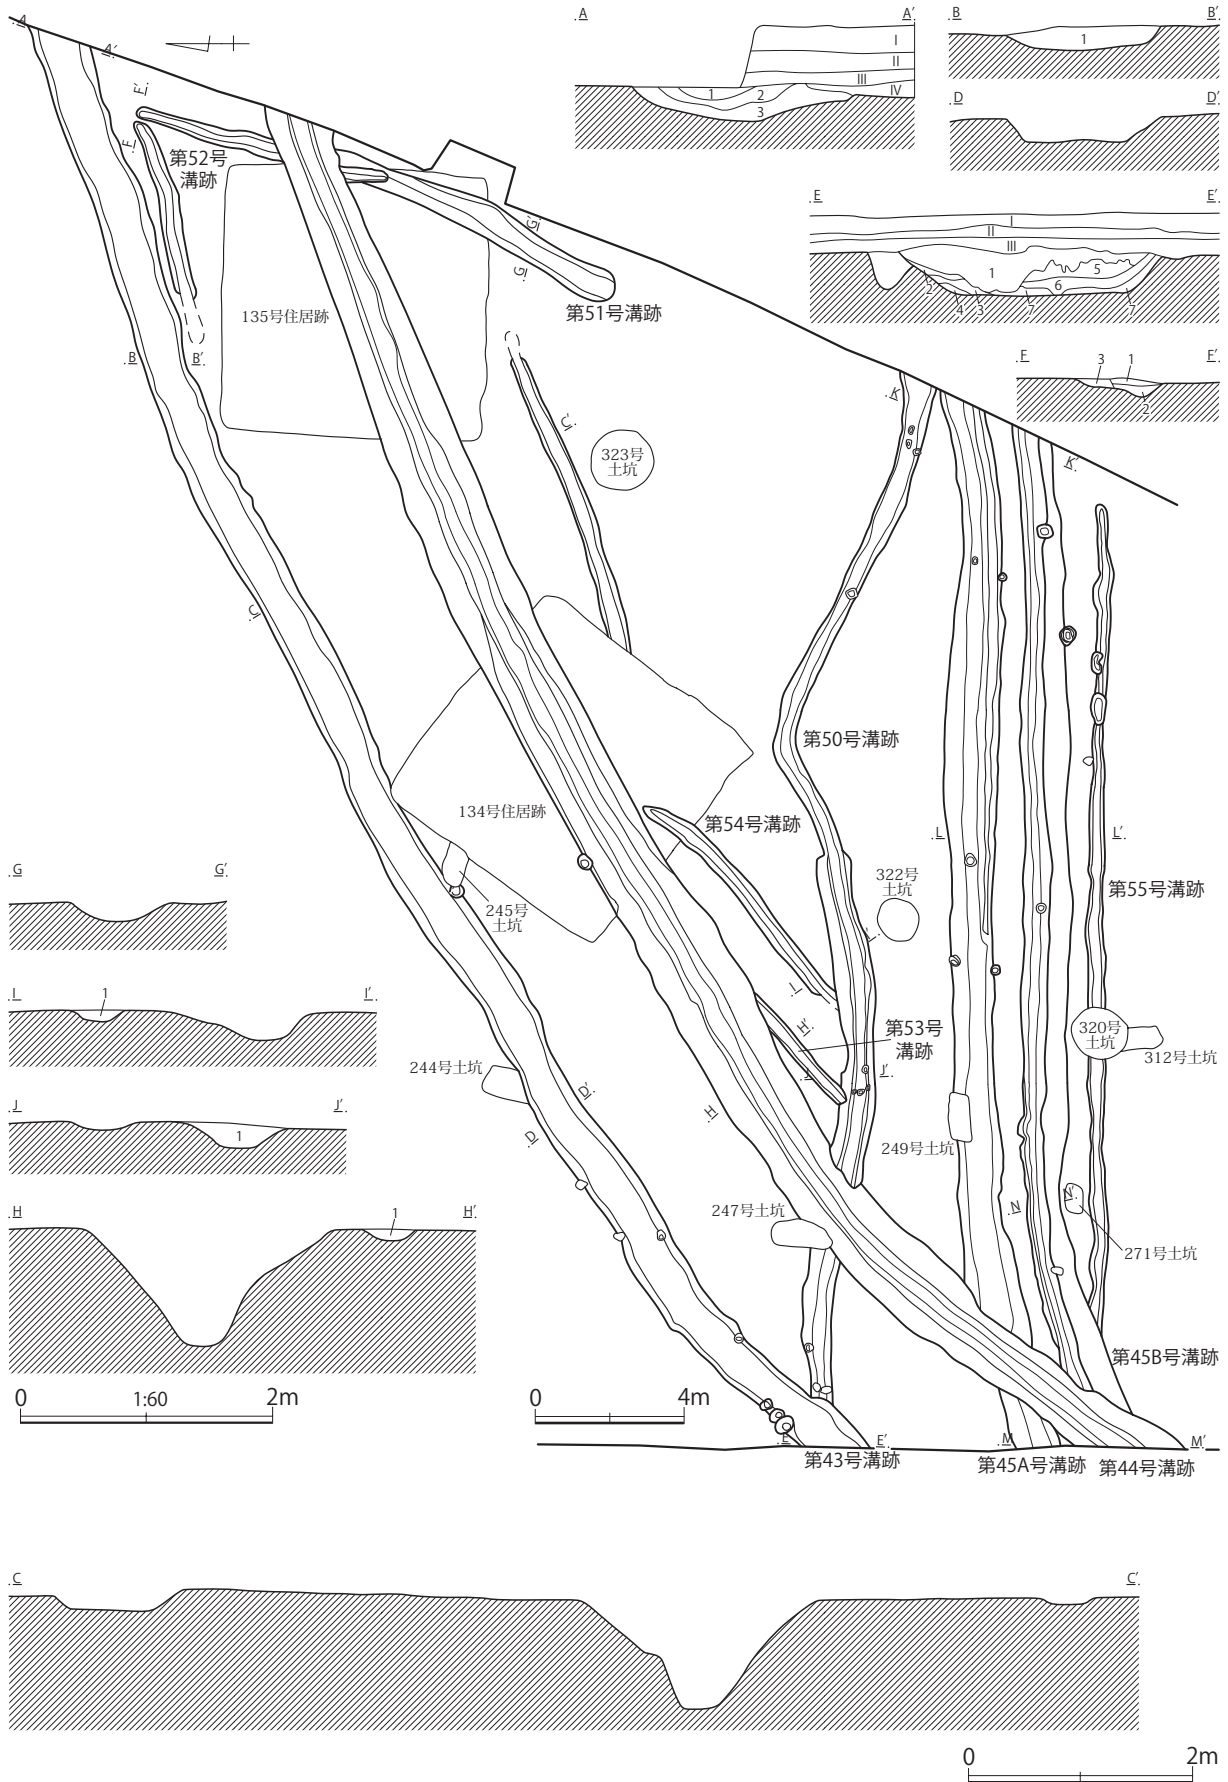 A
A′
F′
F
第52号
溝跡
135号住居跡
G′
G
第51号溝跡
B
B′
C′
323号
土坑
C
A
A′
I
II
III
IV
1
2
3
B
B′
1
D
D′
E
E′
I
II
III
1
2
3
4
5
6
7
7
F
F′
3
1
2
K
K′
第50号溝跡
134号住居跡
第54号溝跡
245号
土坑
322号
土坑
L
L′
第55号溝跡
I
I′
H′
第53号
溝跡
J
J′
320号
土坑
312号土坑
244号土坑
D′
D
H
249号土坑
247号土坑
N
N′
271号土坑
第45B号溝跡
E
E′
M
M′
第43号溝跡
第45A号溝跡
第44号溝跡
G
G′
I
I′
1
J
J′
1
H
H′
1
0
1:60
2m
0
4m
C
C′
0
2m